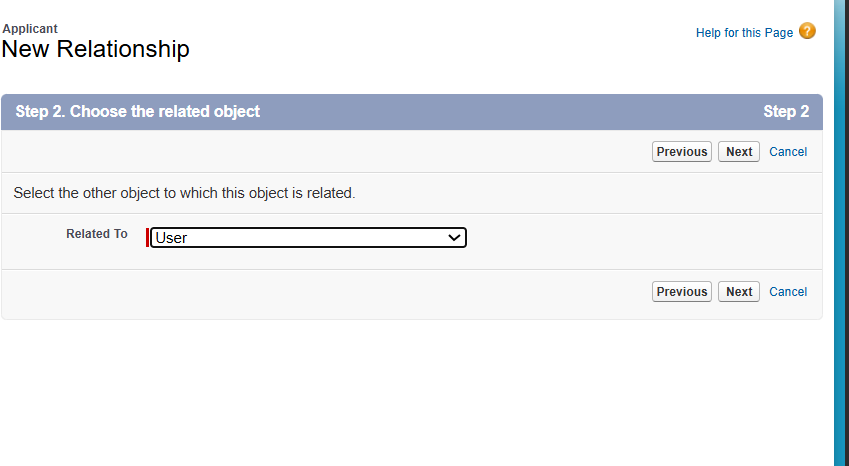 Applicant
New Relationship
Help for this Page ?
Step 2. Choose the related object Step 2
Previous Next Cancel
Select the other object to which this object is related.
Related To User
Previous Next Cancel